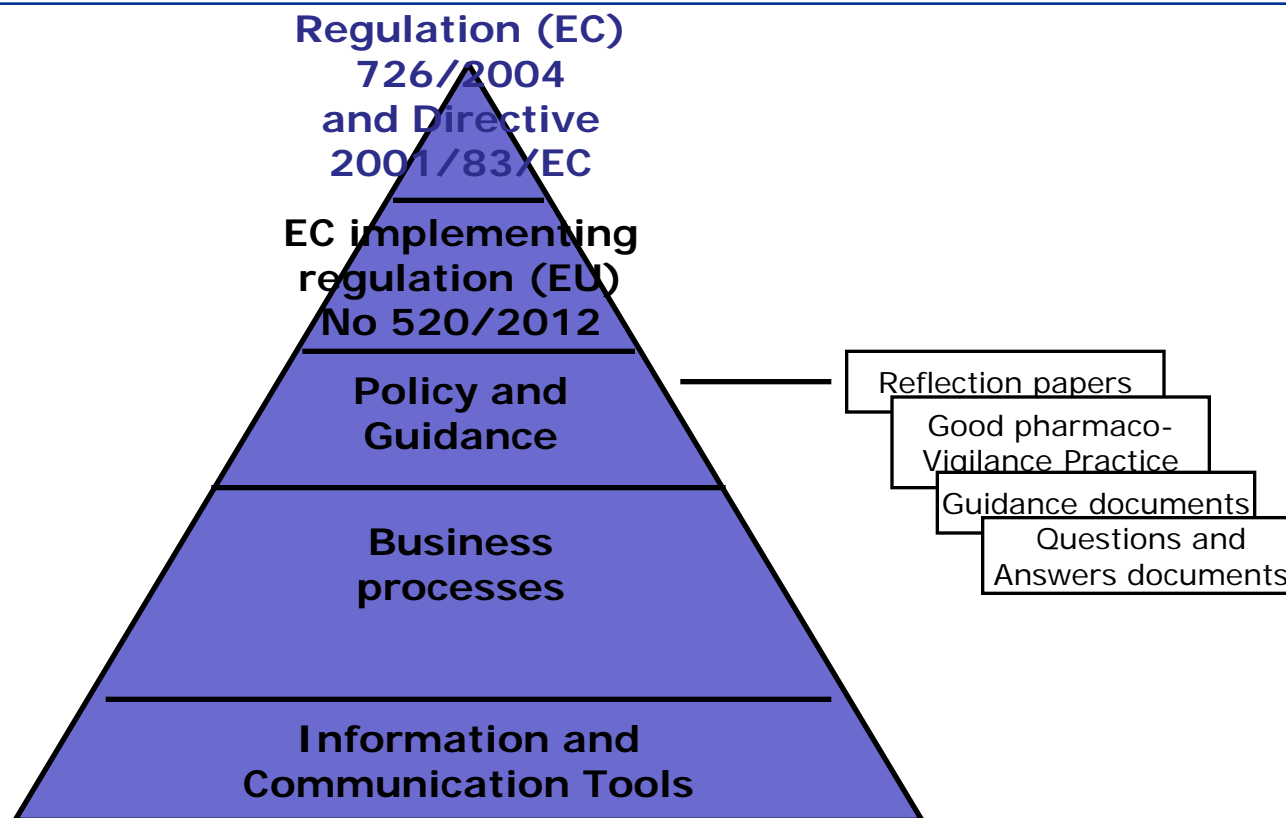 Regulation (EC)
726/2004
and Directive
2001/83/EC
EC implementing
regulation (EU)
No 520/2012
Policy and
Guidance
Business
processes
Information and
Communication Tools
Reflection papers
Good pharmaco-
Vigilance Practice
Guidance documents
Questions and
Answers documents